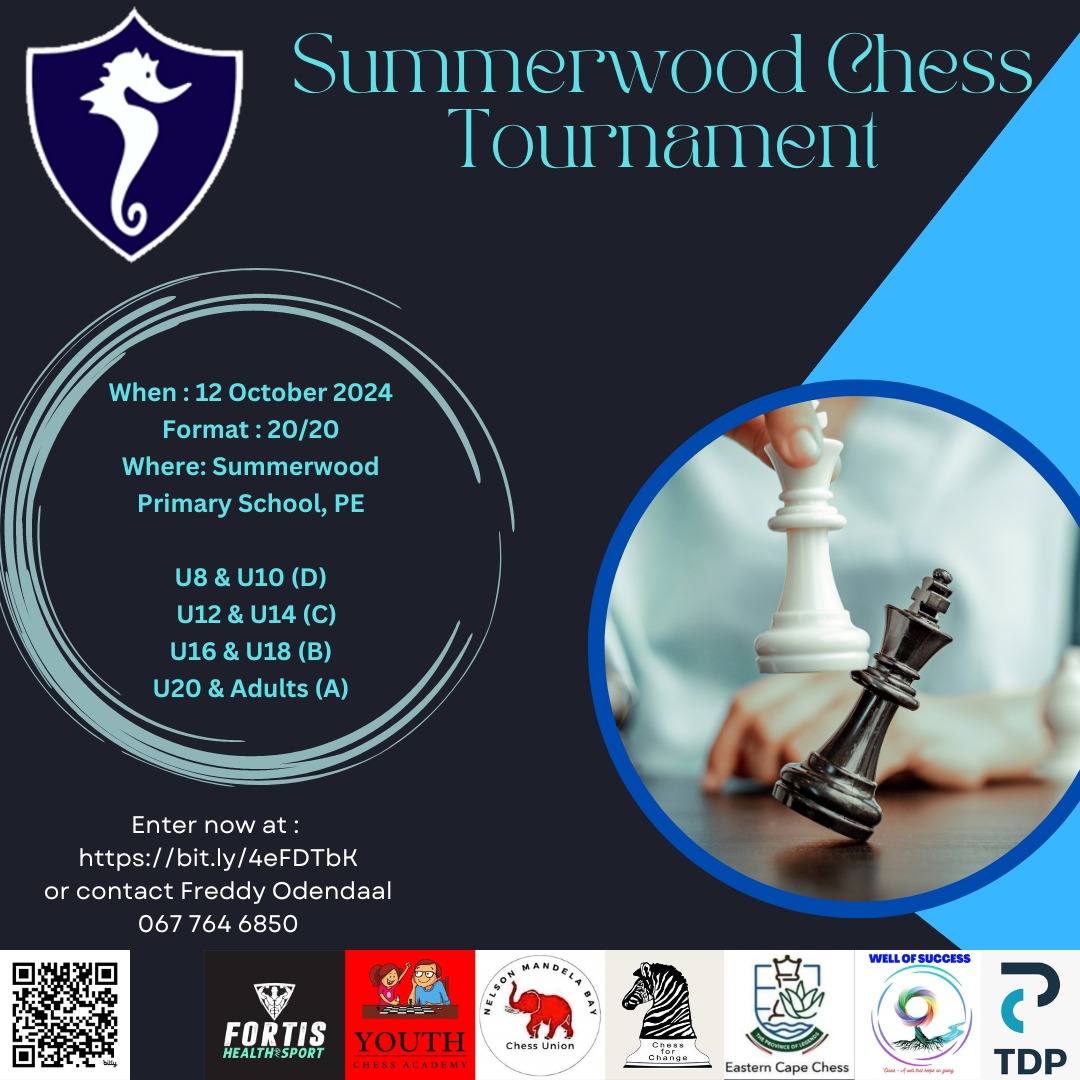 Summerwood Chess
Tournament
When : 12 October 2024
Format : 20/20
Where: Summerwood
Primary School, PE
U8 & U10 (D)
U12 & U14 (C)
U16 & U18 (B)
U20 & Adults (A)
Enter now at :
https://bit.ly/4eFDTbK
or contact Freddy Odendaal
067 764 6850
bitly
FORTIS
HEALTH & SPORT
YOUTH
CHESS ACADEMY
NELSON MANDELA BAY
Chess Union
Chess
for
Change
THE PROVINCE OF LEGENDS
Eastern Cape Chess
WELL OF SUCCESS
TDP